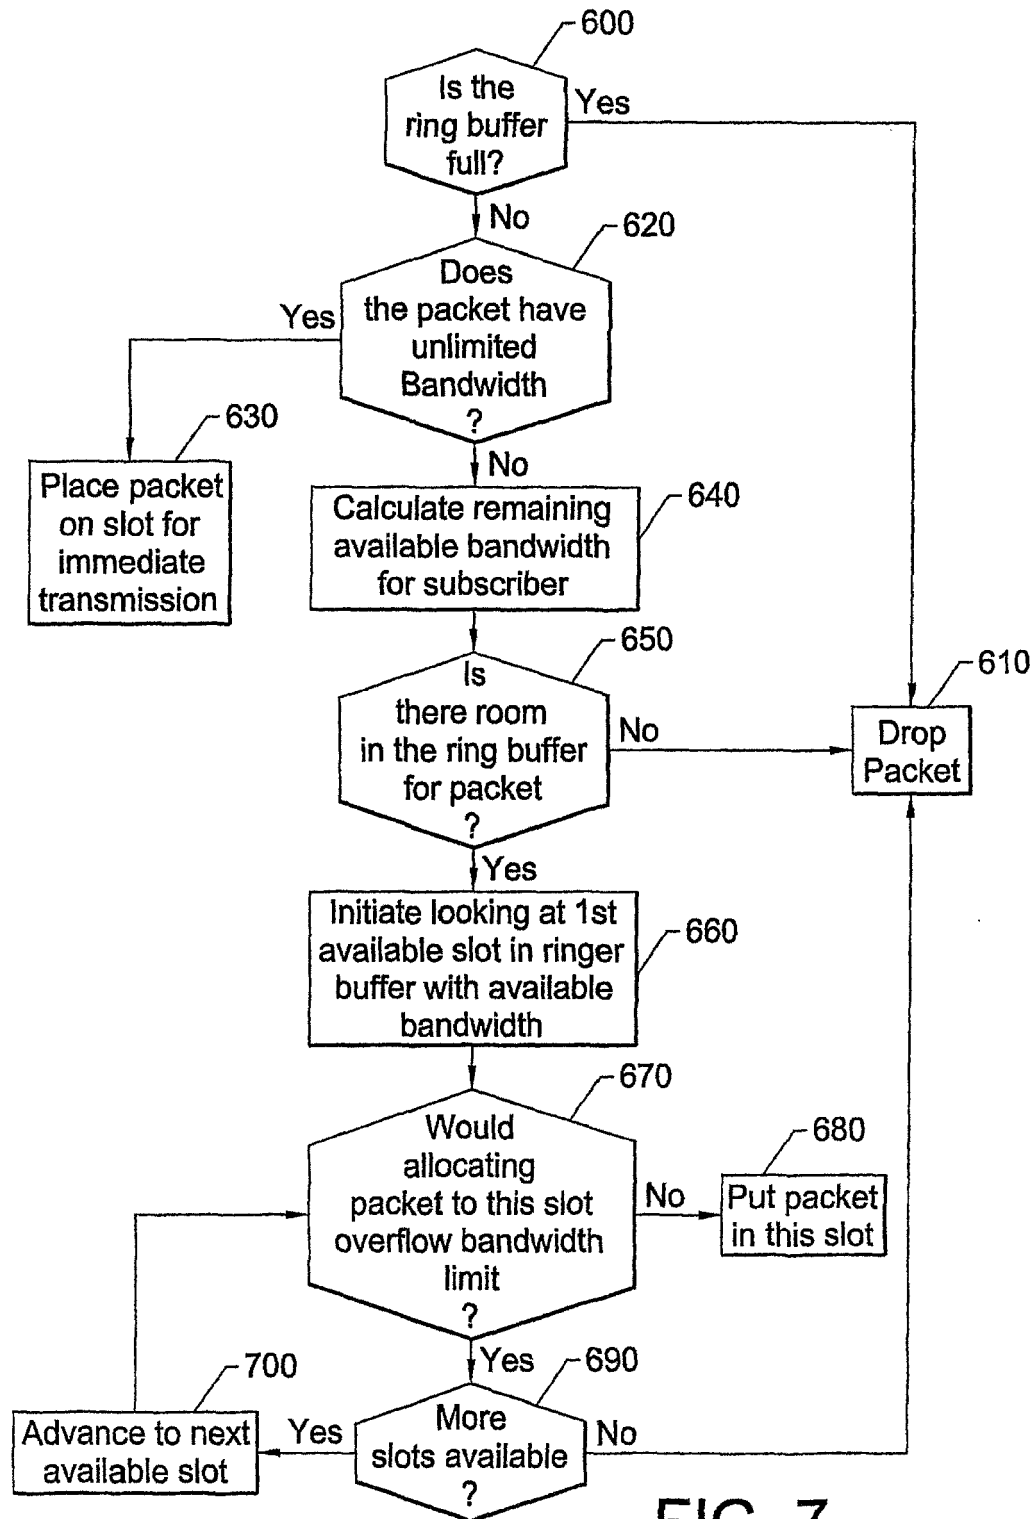 600
Is the
ring buffer
full?
Yes
No
620
Does
the packet have
unlimited
Bandwidth
?
Yes
630
Place packet
on slot for
immediate
transmission
No
640
Calculate remaining
available bandwidth
for subscriber
650
Is
there room
in the ring buffer
for packet
?
No
610
Drop
Packet
Yes
660
Initiate looking at 1st
available slot in ringer
buffer with available
bandwidth
670
Would
allocating
packet to this slot
overflow bandwidth
limit
?
No
680
Put packet
in this slot
Yes
690
More
slots available
?
No
Yes
700
Advance to next
available slot
FIG. 7